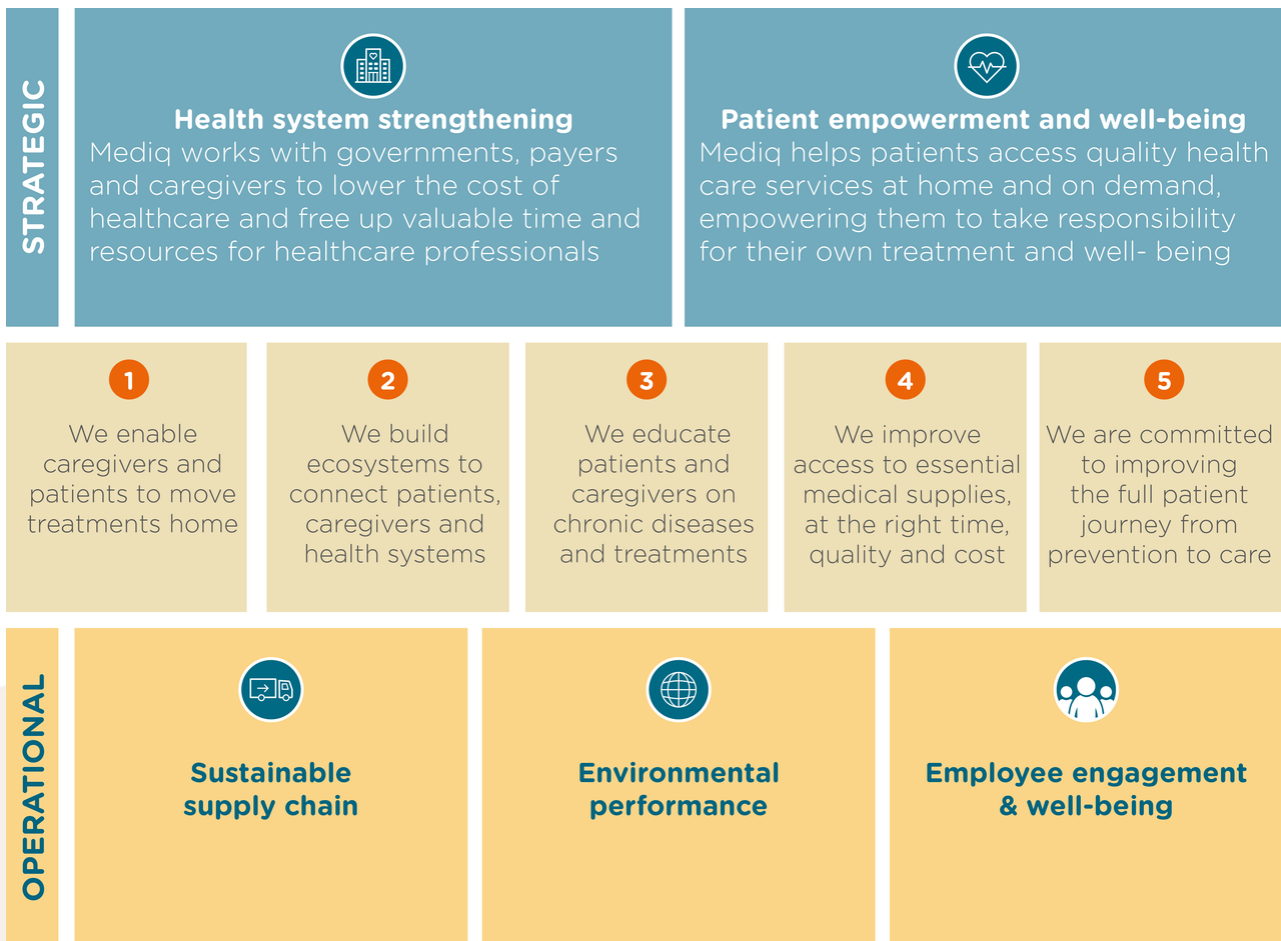 STRATEGIC
Health system strengthening
Mediq works with governments, payers
and caregivers to lower the cost of
healthcare and free up valuable time and
resources for healthcare professionals
Patient empowerment and well-being
Mediq helps patients access quality health
care services at home and on demand,
empowering them to take responsibility
for their own treatment and well- being
1
We enable
caregivers and
patients to move
treatments home
2
We build
ecosystems to
connect patients,
caregivers and
health systems
3
We educate
patients and
caregivers on
chronic diseases
and treatments
4
We improve
access to essential
medical supplies,
at the right time,
quality and cost
5
We are committed
to improving
the full patient
journey from
prevention to care
OPERATIONAL
Sustainable
supply chain
Environmental
performance
Employee engagement
& well-being